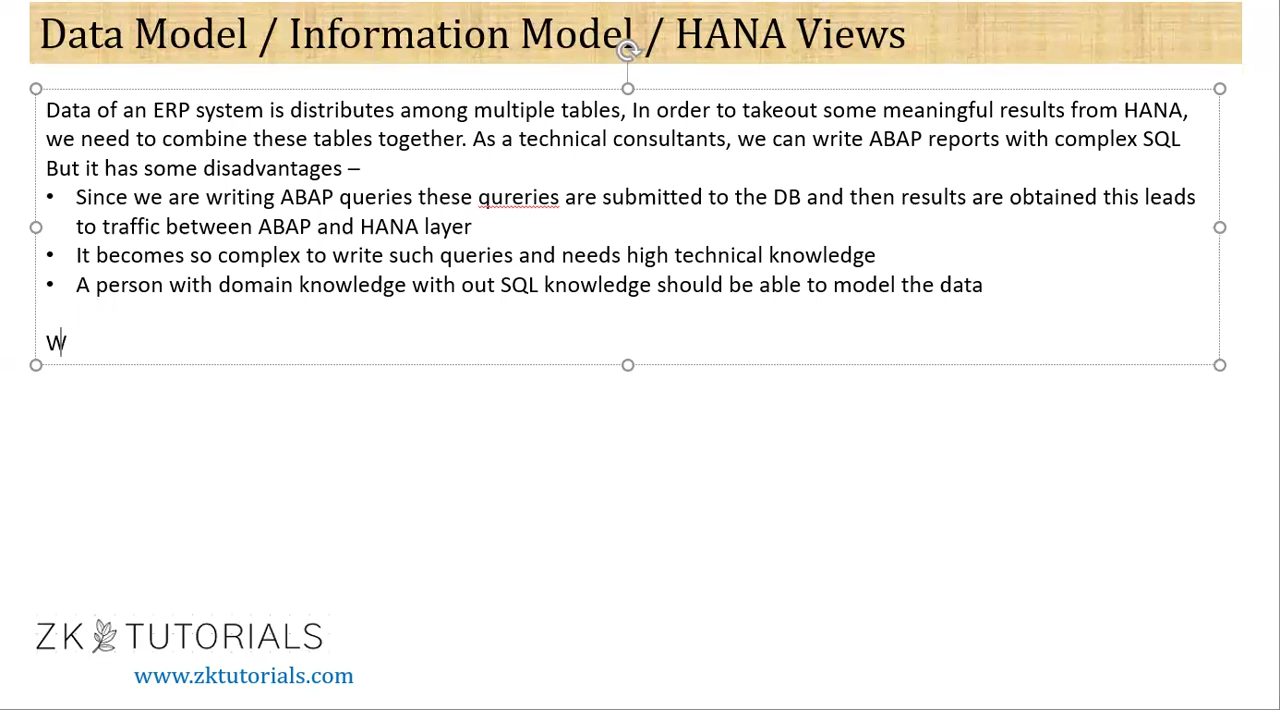 Data Model / Information Model / HANA Views
Data of an ERP system is distributes among multiple tables, In order to takeout some meaningful results from HANA,
we need to combine these tables together. As a technical consultants, we can write ABAP reports with complex SQL
But it has some disadvantages –
• Since we are writing ABAP queries these qureries are submitted to the DB and then results are obtained this leads
to traffic between ABAP and HANA layer
• It becomes so complex to write such queries and needs high technical knowledge
• A person with domain knowledge with out SQL knowledge should be able to model the data
W
ZK TUTORIALS
www.zktutorials.com